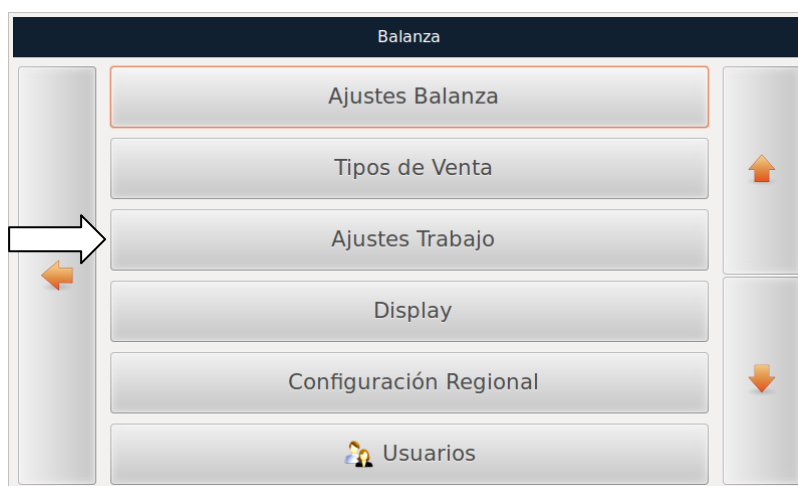 Balanza
Ajustes Balanza
Tipos de Venta
Ajustes Trabajo
Display
Configuración Regional
Usuarios